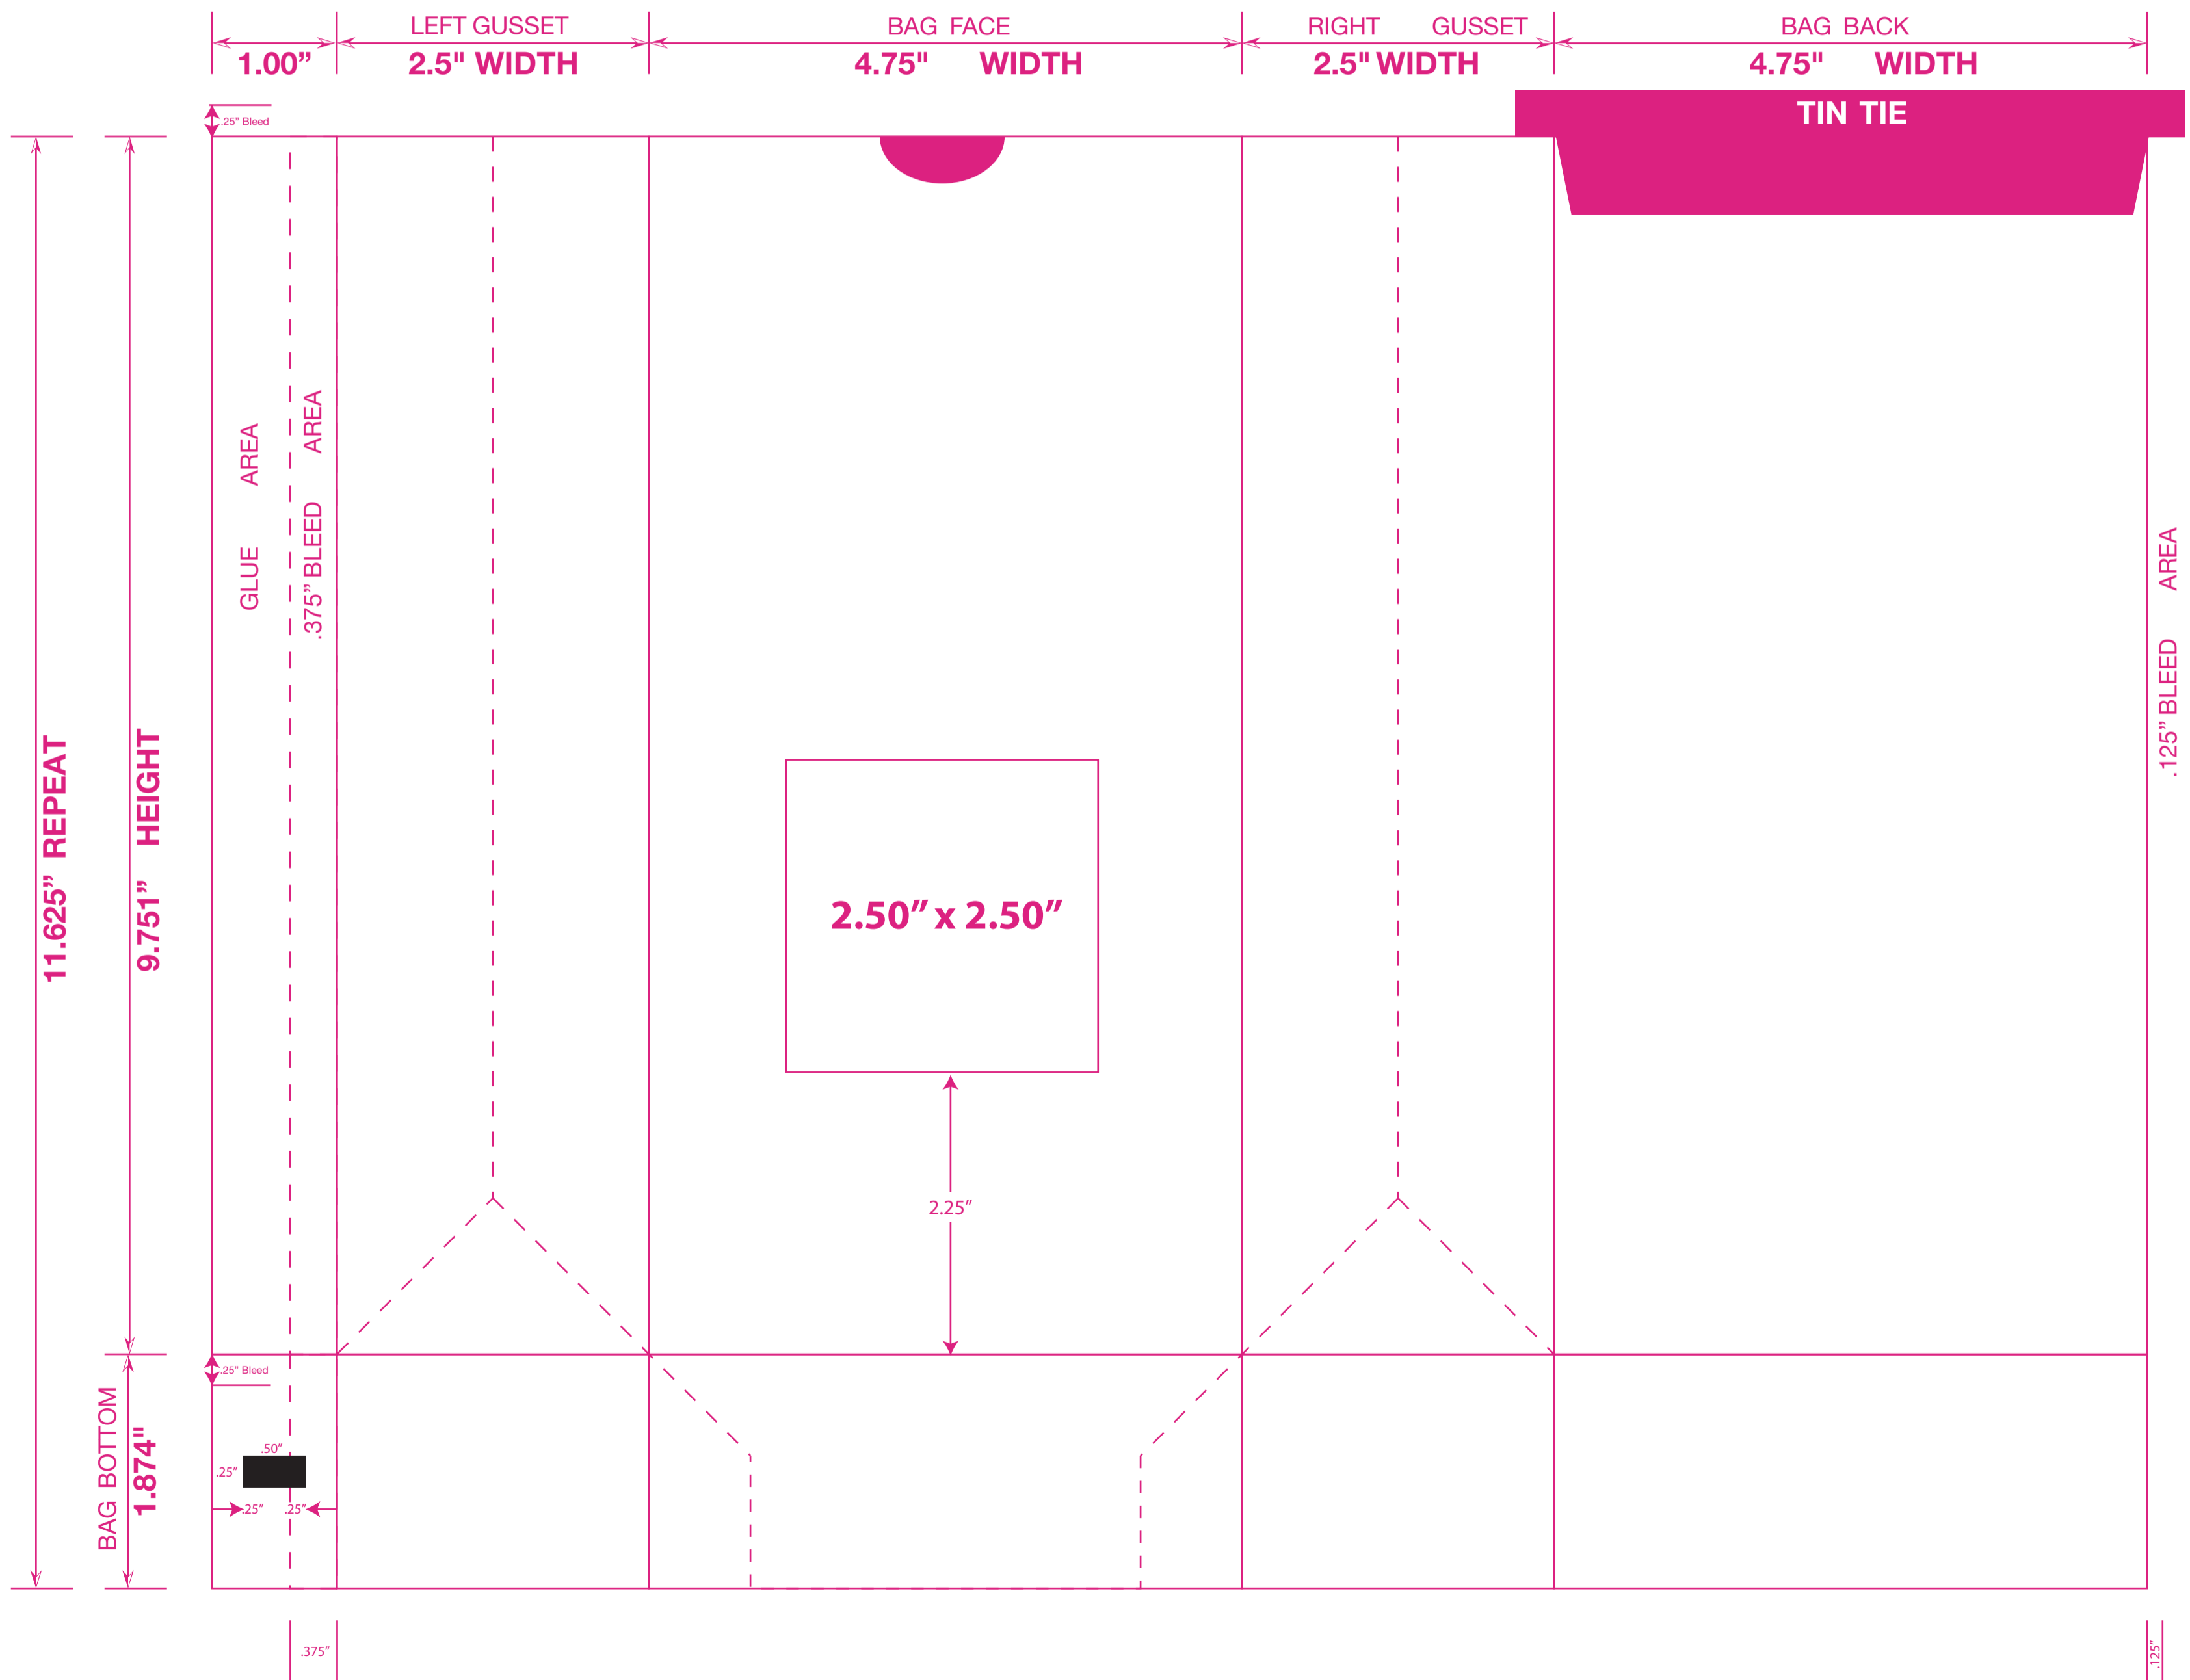 LEFT GUSSET
BAG FACE
RIGHT GUSSET
BAG BACK
1.00”
2.5" WIDTH
4.75" WIDTH
2.5" WIDTH
4.75" WIDTH
TIN TIE
.25” Bleed
GLUE AREA
.375” BLEED AREA
.125” BLEED AREA
11.625” REPEAT
9.751” HEIGHT
2.50” x 2.50”
2.25”
.25” Bleed
BAG BOTTOM
1.874"
.50”
.25”
.25”
.25”
.375”
.125”